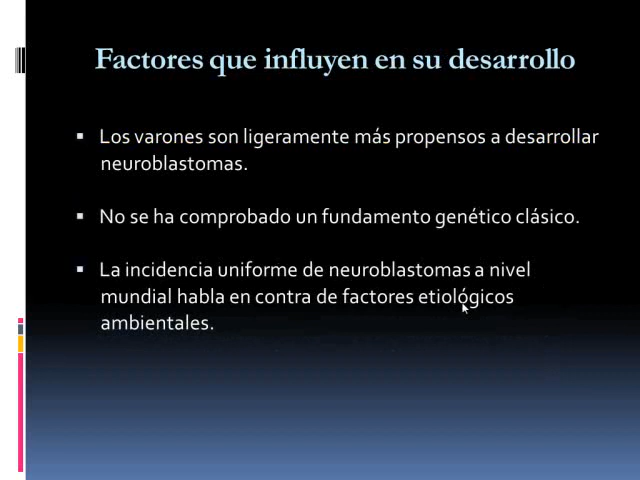 Factores que influyen en su desarrollo
▪ Los varones son ligeramente más propensos a desarrollar
neuroblastomas.
▪ No se ha comprobado un fundamento genético clásico.
▪ La incidencia uniforme de neuroblastomas a nivel
mundial habla en contra de factores etiológicos
ambientales.